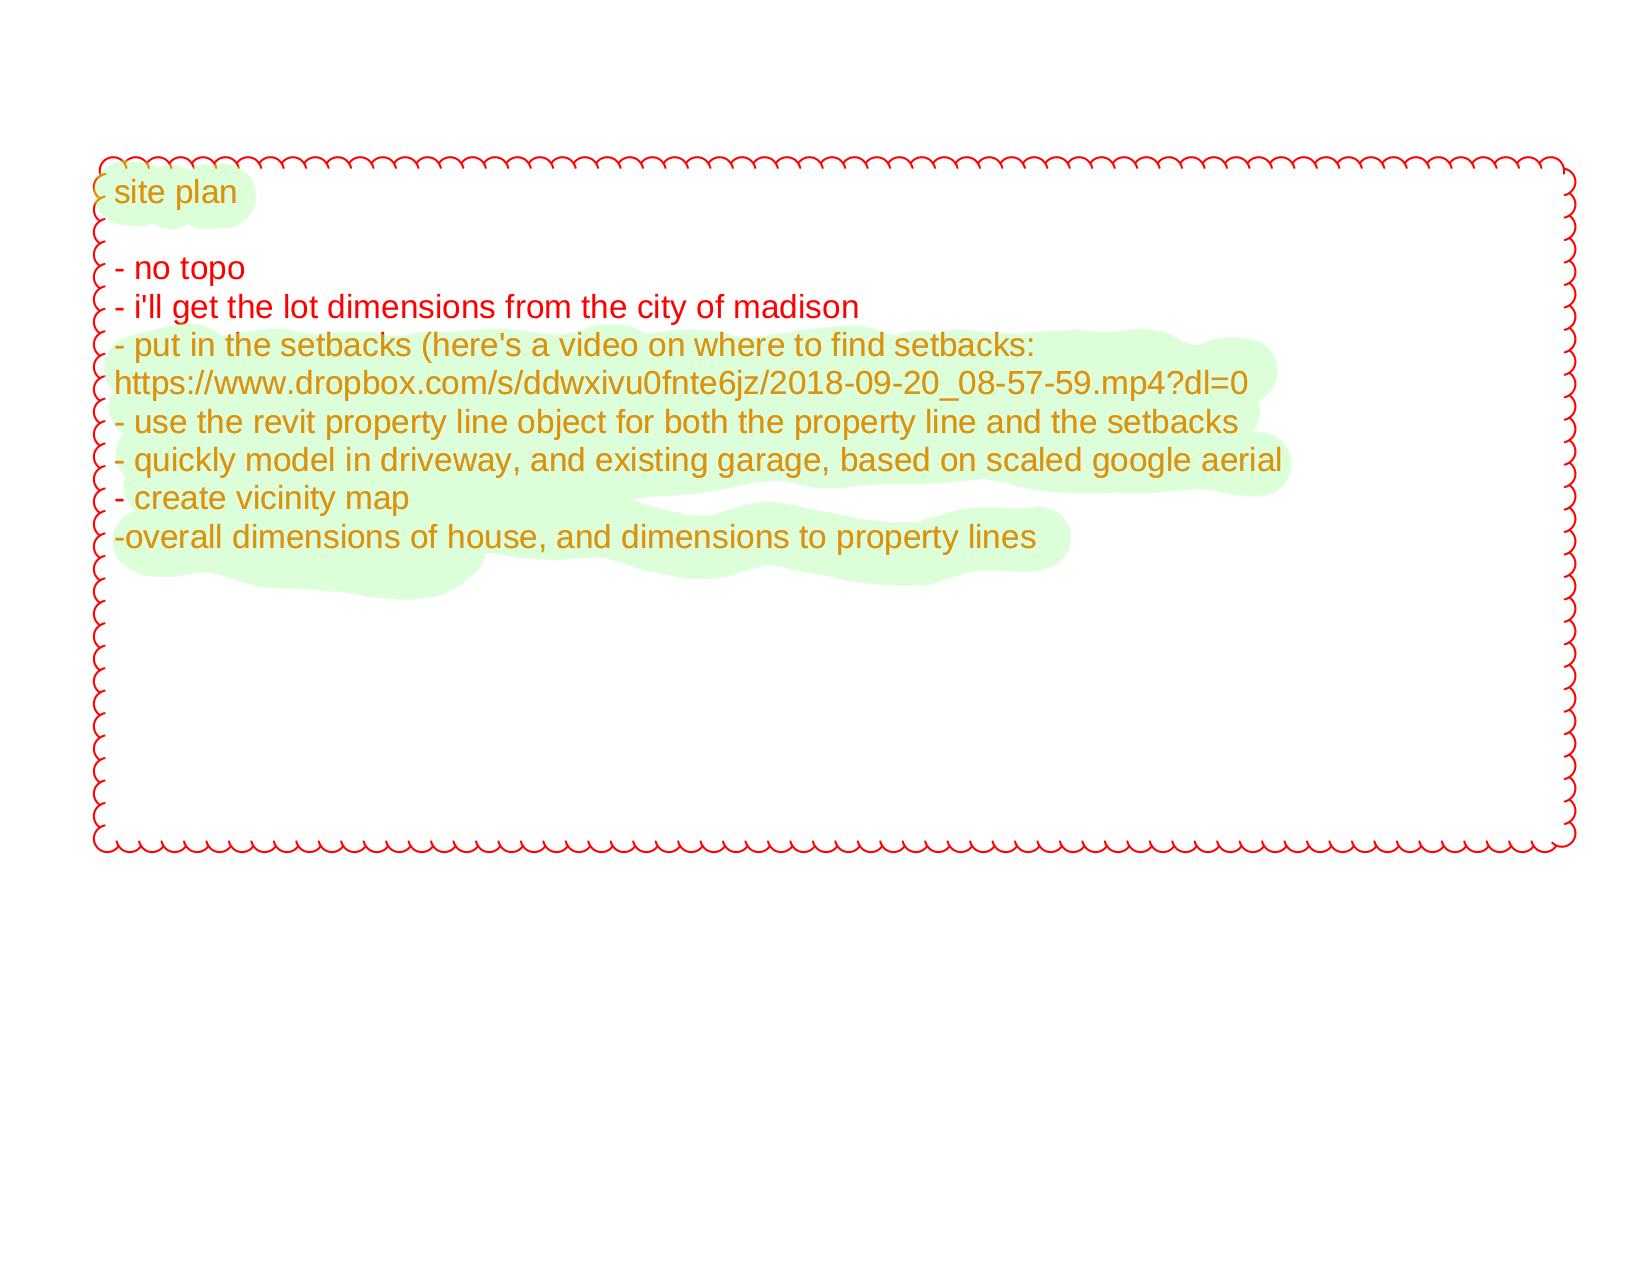 site plan
- no topo
- i'll get the lot dimensions from the city of madison
- put in the setbacks (here's a video on where to find setbacks:
https://www.dropbox.com/s/ddwxivu0fnte6jz/2018-09-20_08-57-59.mp4?dl=0
- use the revit property line object for both the property line and the setbacks
- quickly model in driveway, and existing garage, based on scaled google aerial
- create vicinity map
-overall dimensions of house, and dimensions to property lines